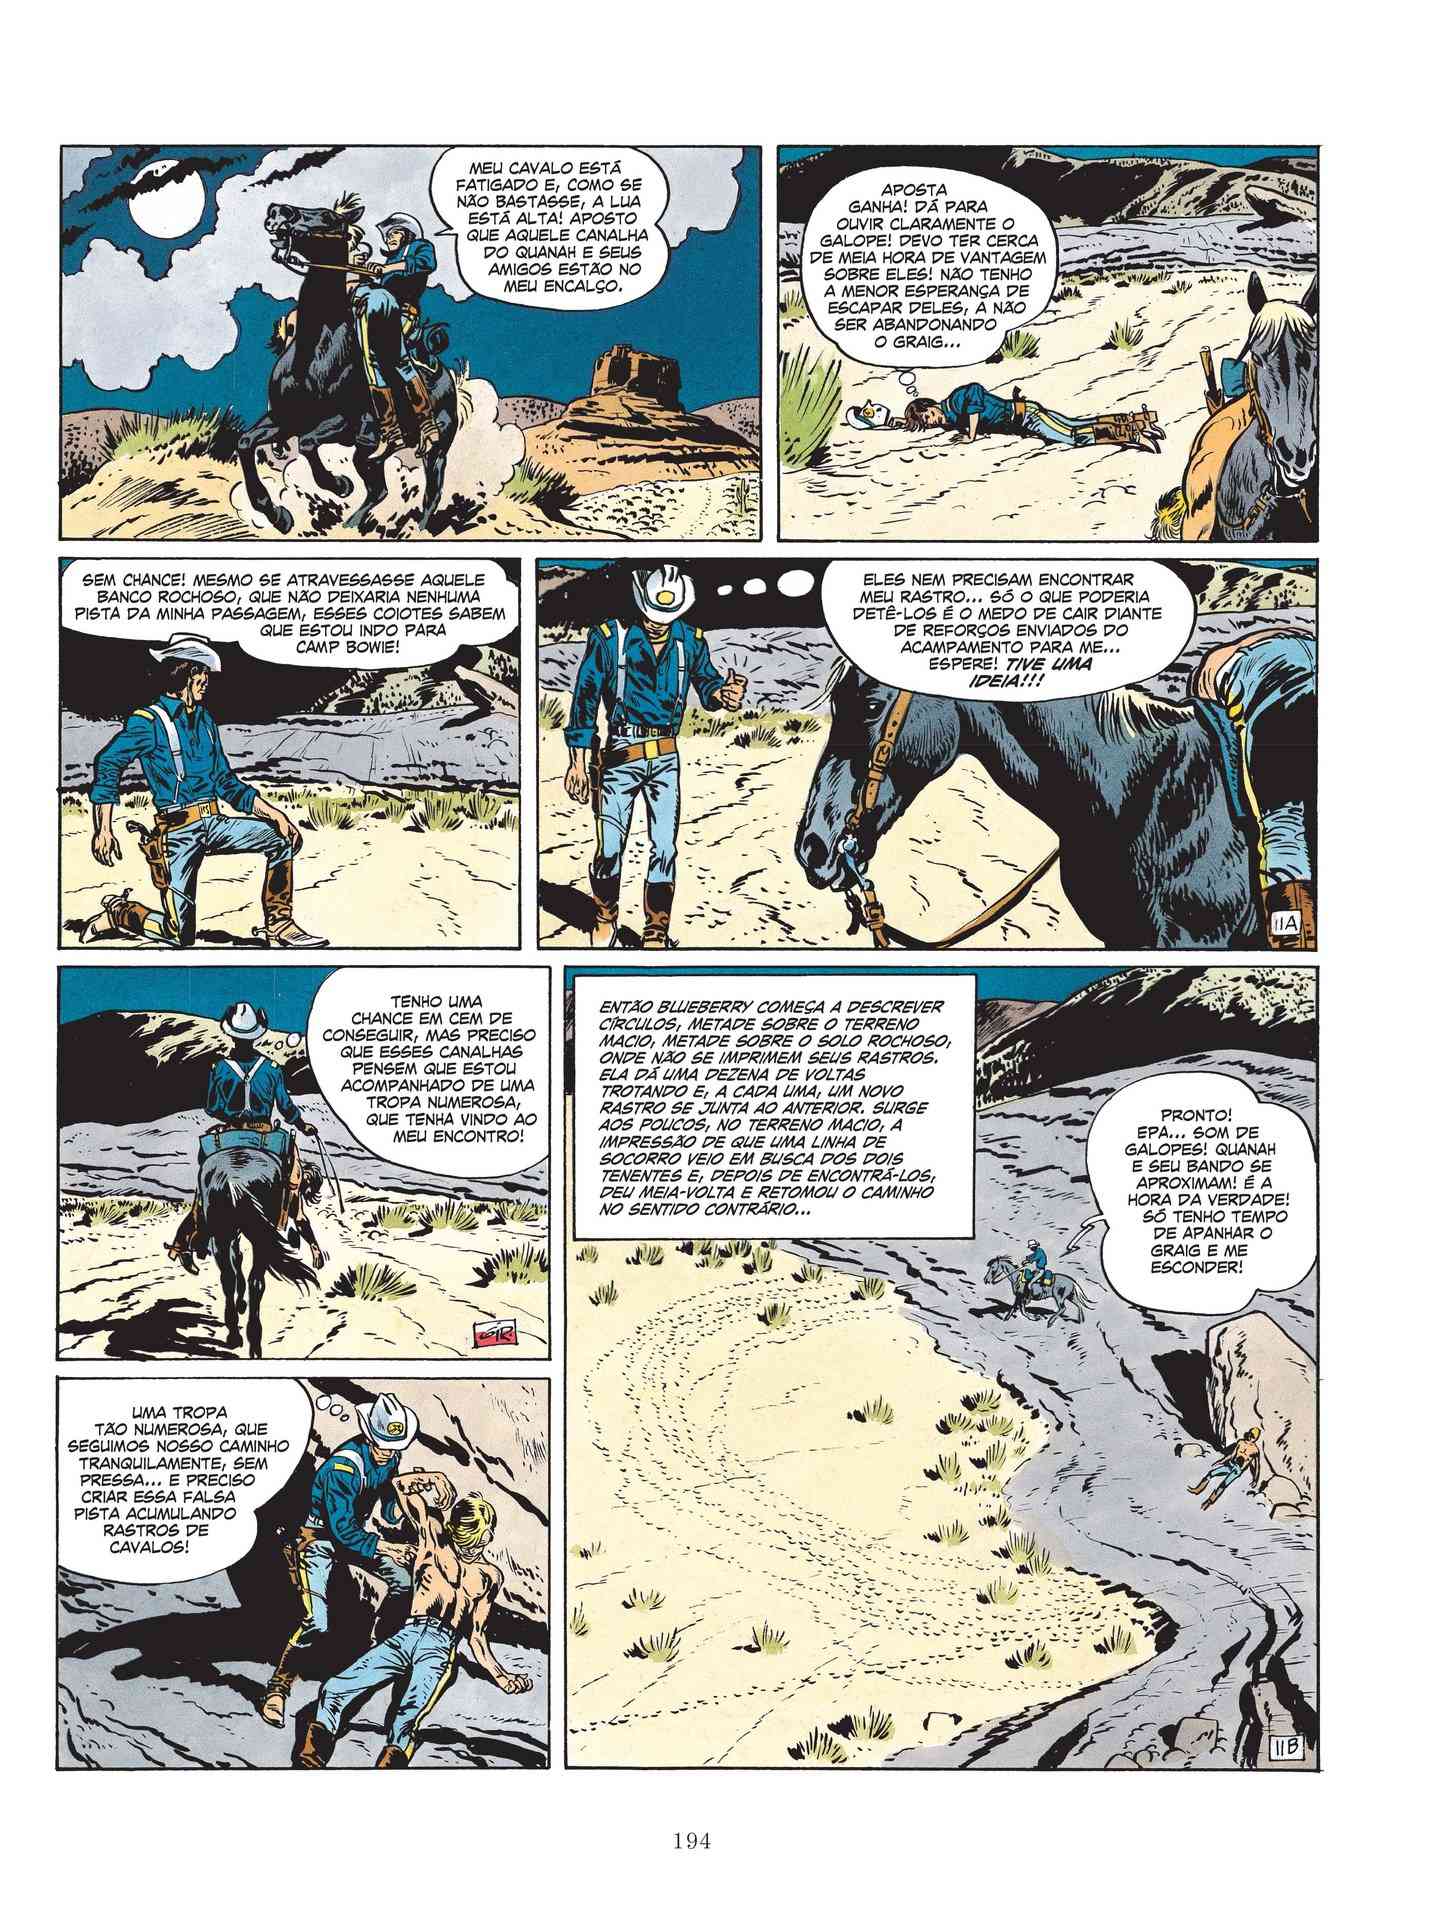 MEU CAVALO ESTÁ
FATIGADO E, COMO SE
NÃO BASTASSE, A LUA
ESTÁ ALTA! APOSTO
QUE AQUELE CANALHA
DO QUANAH E SEUS
AMIGOS ESTÃO NO
MEU ENCALÇO.
APOSTA
GANHA! DÁ PARA
OUVIR CLARAMENTE O
GALOPE! DEVO TER CERCA
DE MEIA HORA DE VANTAGEM
SOBRE ELES! NÃO TENHO
A MENOR ESPERANÇA DE
ESCAPAR DELES, A NÃO
SER ABANDONANDO
O GRAIG...
SEM CHANCE! MESMO SE ATRAVESSASSE AQUELE
BANCO ROCHOSO, QUE NÃO DEIXARIA NENHUMA
PISTA DA MINHA PASSAGEM, ESSES COIOTES SABEM
QUE ESTOU INDO PARA
CAMP BOWIE!
ELES NEM PRECISAM ENCONTRAR
MEU RASTRO... SÓ O QUE PODERIA
DETÊ-LOS É O MEDO DE CAIR DIANTE
DE REFORÇOS ENVIADOS DO
ACAMPAMENTO PARA ME...
ESPERE! TIVE UMA
IDEIA!!!
11A
TENHO UMA
CHANCE EM CEM DE
CONSEGUIR, MAS PRECISO
QUE ESSES CANALHAS
PENSEM QUE ESTOU
ACOMPANHADO DE UMA
TROPA NUMEROSA,
QUE TENHA VINDO AO
MEU ENCONTRO!
GIR.
UMA TROPA
TÃO NUMEROSA, QUE
SEGUIMOS NOSSO CAMINHO
TRANQUILAMENTE, SEM
PRESSA... E PRECISO
CRIAR ESSA FALSA
PISTA ACUMULANDO
RASTROS DE
CAVALOS!
ENTÃO BLUEBERRY COMEÇA A DESCREVER
CÍRCULOS, METADE SOBRE O TERRENO
MACIO, METADE SOBRE O SOLO ROCHOSO,
ONDE NÃO SE IMPRIMEM SEUS RASTROS.
ELA DÁ UMA DEZENA DE VOLTAS
TROTANDO E, A CADA UMA, UM NOVO
RASTRO SE JUNTA AO ANTERIOR. SURGE
AOS POUCOS, NO TERRENO MACIO, A
IMPRESSÃO DE QUE UMA LINHA DE
SOCORRO VEIO EM BUSCA DOS DOIS
TENENTES E, DEPOIS DE ENCONTRÁ-LOS,
DEU MEIA-VOLTA E RETOMOU O CAMINHO
NO SENTIDO CONTRÁRIO...
PRONTO!
EPA... SOM DE
GALOPES! QUANAH
E SEU BANDO SE
APROXIMAM! É A
HORA DA VERDADE!
SÓ TENHO TEMPO
DE APANHAR O
GRAIG E ME
ESCONDER!
11B
194